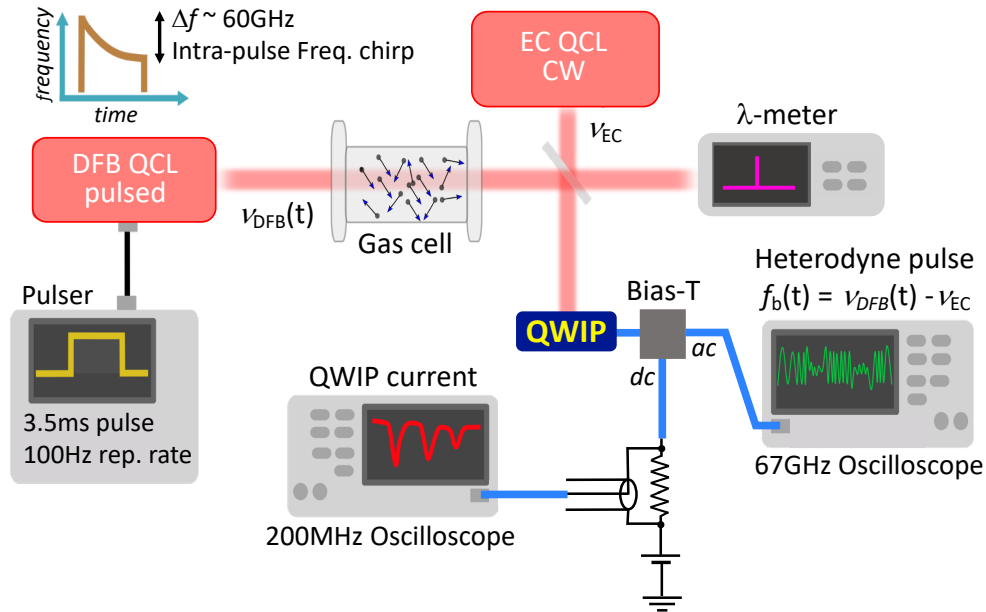 Δf ~ 60GHz
Intra-pulse Freq. chirp
frequency
time
EC QCL
CW
νEC
λ-meter
DFB QCL
pulsed
νDFB(t)
Gas cell
Pulser
3.5ms pulse
100Hz rep. rate
Heterodyne pulse
fb(t) = νDFB(t) - νEC
Bias-T
QWIP
ac
dc
QWIP current
200MHz Oscilloscope
67GHz Oscilloscope